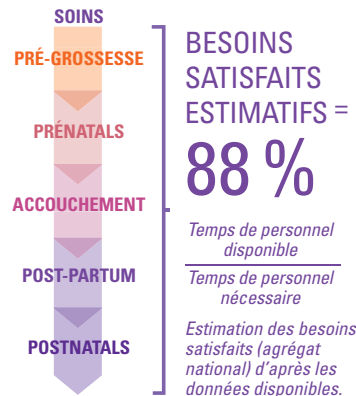 SOINS
PRÉ-GROSSESSE
PRÉNATALS
ACCOUCHEMENT
POST-PARTUM
POSTNATALS
BESOINS
SATISFAITS
ESTIMATIFS =
88 %
Temps de personnel
disponible
Temps de personnel
nécessaire
Estimation des besoins
satisfaits (agrégat
national) d’après les
données disponibles.